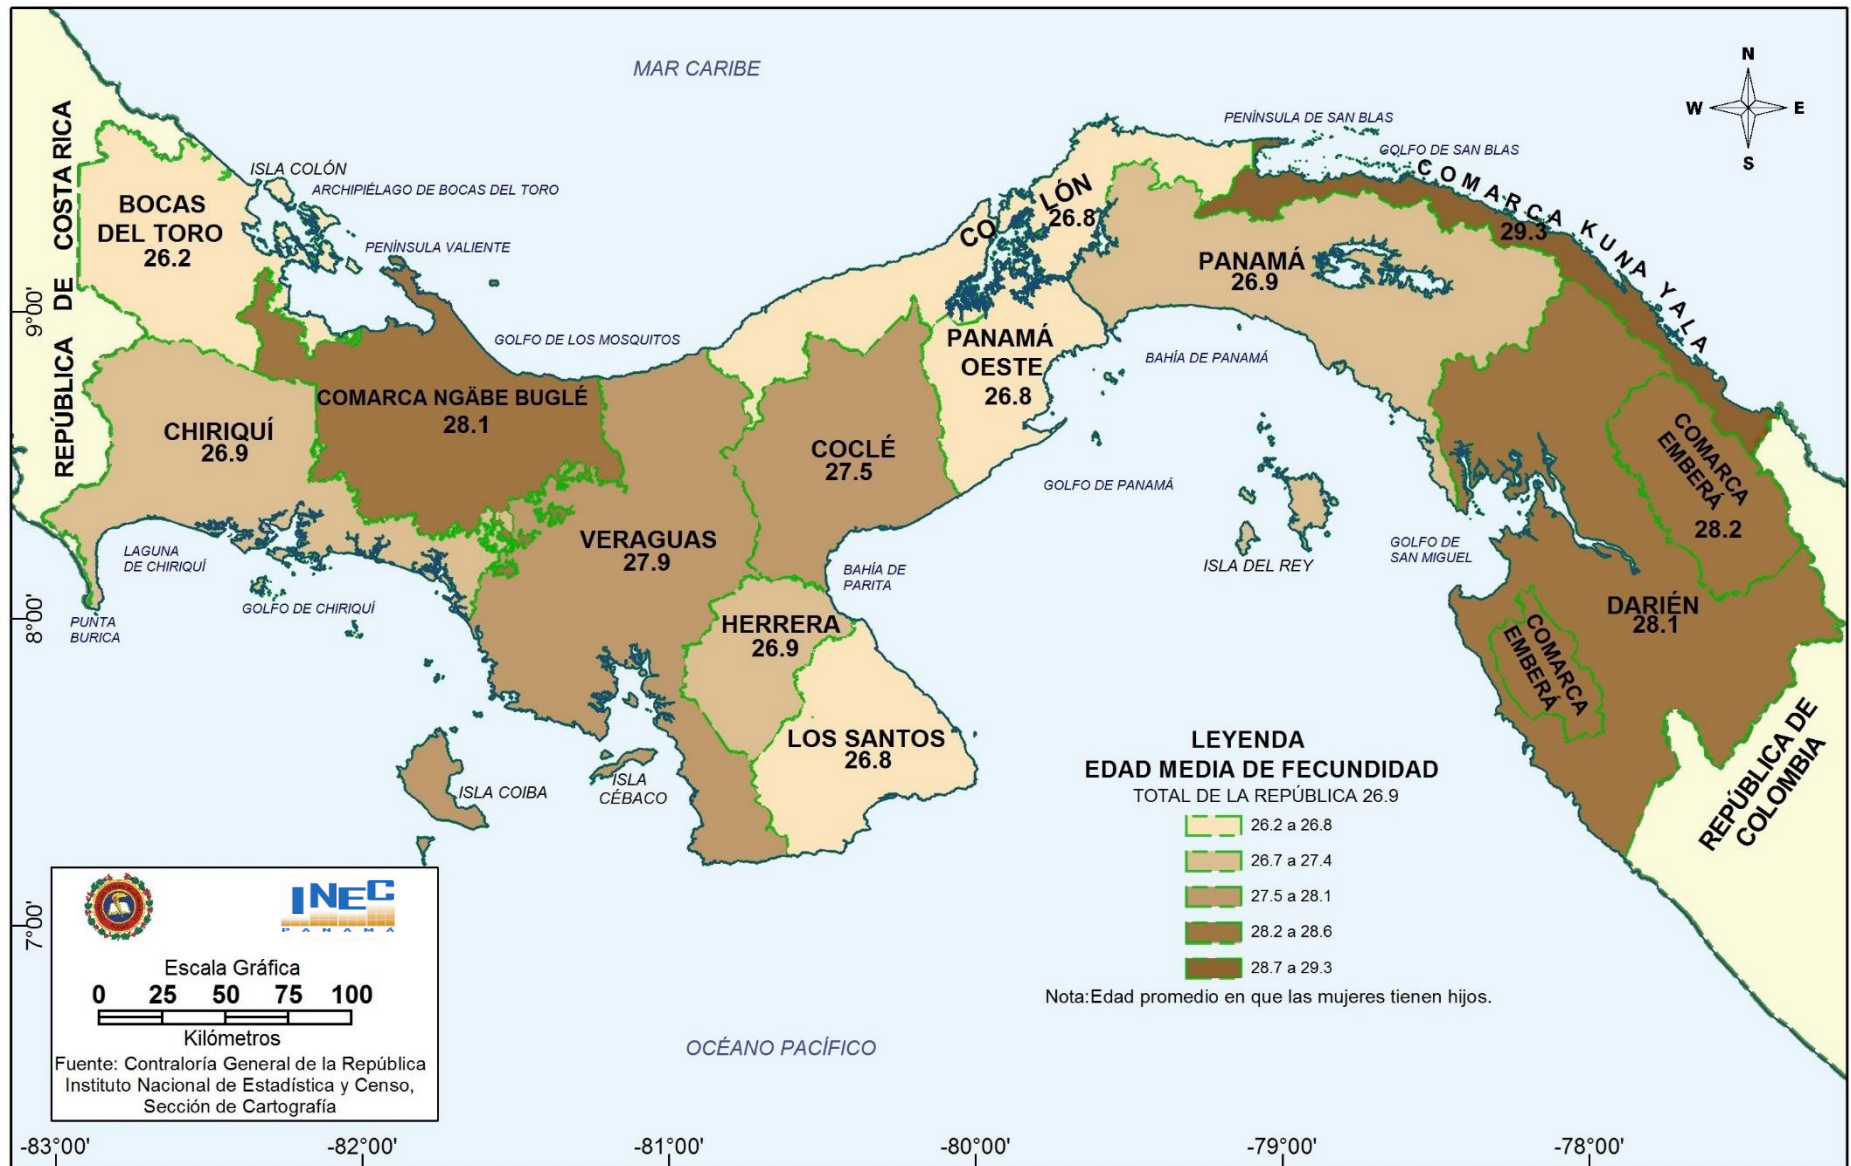 MAR CARIBE
N
W E
S
PENÍNSULA DE SAN BLAS
GOLFO DE SAN BLAS
COMARCA KUNA YALA
29.3
REPÚBLICA DE COSTA RICA
BOCAS
DEL TORO
26.2
ISLA COLÓN
ARCHIPIÉLAGO DE BOCAS DEL TORO
PENÍNSULA VALIENTE
GOLFO DE LOS MOSQUITOS
COLÓN
26.8
PANAMÁ
26.9
PANAMÁ
OESTE
26.8
BAHÍA DE PANAMÁ
CHIRIQUÍ
26.9
COMARCA NGÄBE BUGLÉ
28.1
COCLÉ
27.5
VERAGUAS
27.9
GOLFO DE PANAMÁ
COMARCA
EMBERÁ
28.2
LAGUNA
DE CHIRIQUÍ
GOLFO DE CHIRIQUÍ
PUNTA
BURICA
BAHÍA DE
PARITA
ISLA DEL REY
GOLFO DE
SAN MIGUEL
DARIÉN
28.1
COMARCA
EMBERÁ
HERRERA
26.9
LOS SANTOS
26.8
ISLA COIBA
ISLA
CÉBACO
REPÚBLICA DE
COLOMBIA
LEYENDA
EDAD MEDIA DE FECUNDIDAD
TOTAL DE LA REPÚBLICA 26.9
26.2 a 26.8
26.7 a 27.4
27.5 a 28.1
28.2 a 28.6
28.7 a 29.3
Nota:Edad promedio en que las mujeres tienen hijos.
OCÉANO PACÍFICO
INEC
PANAMÁ
Escala Gráfica
0 25 50 75 100
Kilómetros
Fuente: Contraloría General de la República
Instituto Nacional de Estadística y Censo,
Sección de Cartografía
9°00'
8°00'
7°00'
-83°00' -82°00' -81°00' -80°00' -79°00' -78°00'